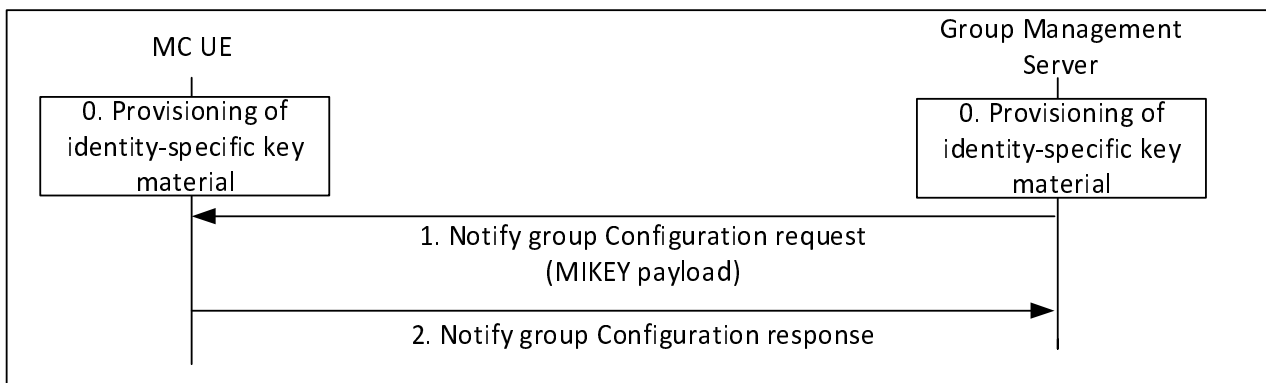 MC UE
Group Management
Server
0. Provisioning of
identity-specific key
material
0. Provisioning of
identity-specific key
material
1. Notify group Configuration request
(MIKEY payload)
2. Notify group Configuration response